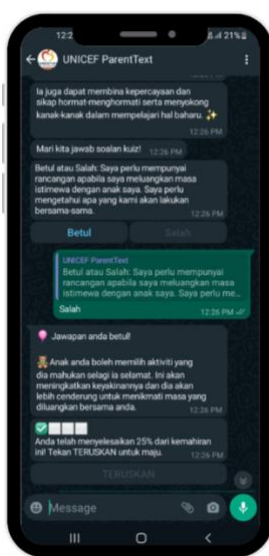 12:2
21%
UNICEF ParentText
Ia juga dapat membina kepercayaan dan
sikap hormat-menghormati serta menyokong
kanak-kanak dalam mempelajari hal baharu. ✨
12:26 PM
Mari kita jawab soalan kuiz!
12:26 PM
Betul atau Salah: Saya perlu mempunyai
rancangan apabila saya meluangkan masa
istimewa dengan anak saya. Saya perlu
mengetahui apa yang kami akan lakukan
bersama-sama.
12:26 PM
Betul
Salah
UNICEF ParentText
Betul atau Salah: Saya perlu mempunyai
rancangan apabila saya meluangkan masa
istimewa dengan anak saya. Saya perlu me...
Salah
12:26 PM
Jawapan anda betul!
Anak anda boleh memilih aktiviti yang
dia mahukan selagi ia selamat. Ini akan
meningkatkan keyakinannya dan dia akan
lebih cenderung untuk menikmati masa yang
diluangkan bersama anda.
12:26 PM
Anda telah menyelesaikan 25% dari kemahiran
ini! Tekan TERUSKAN untuk maju.
12:26 PM
TERUSKAN
Message